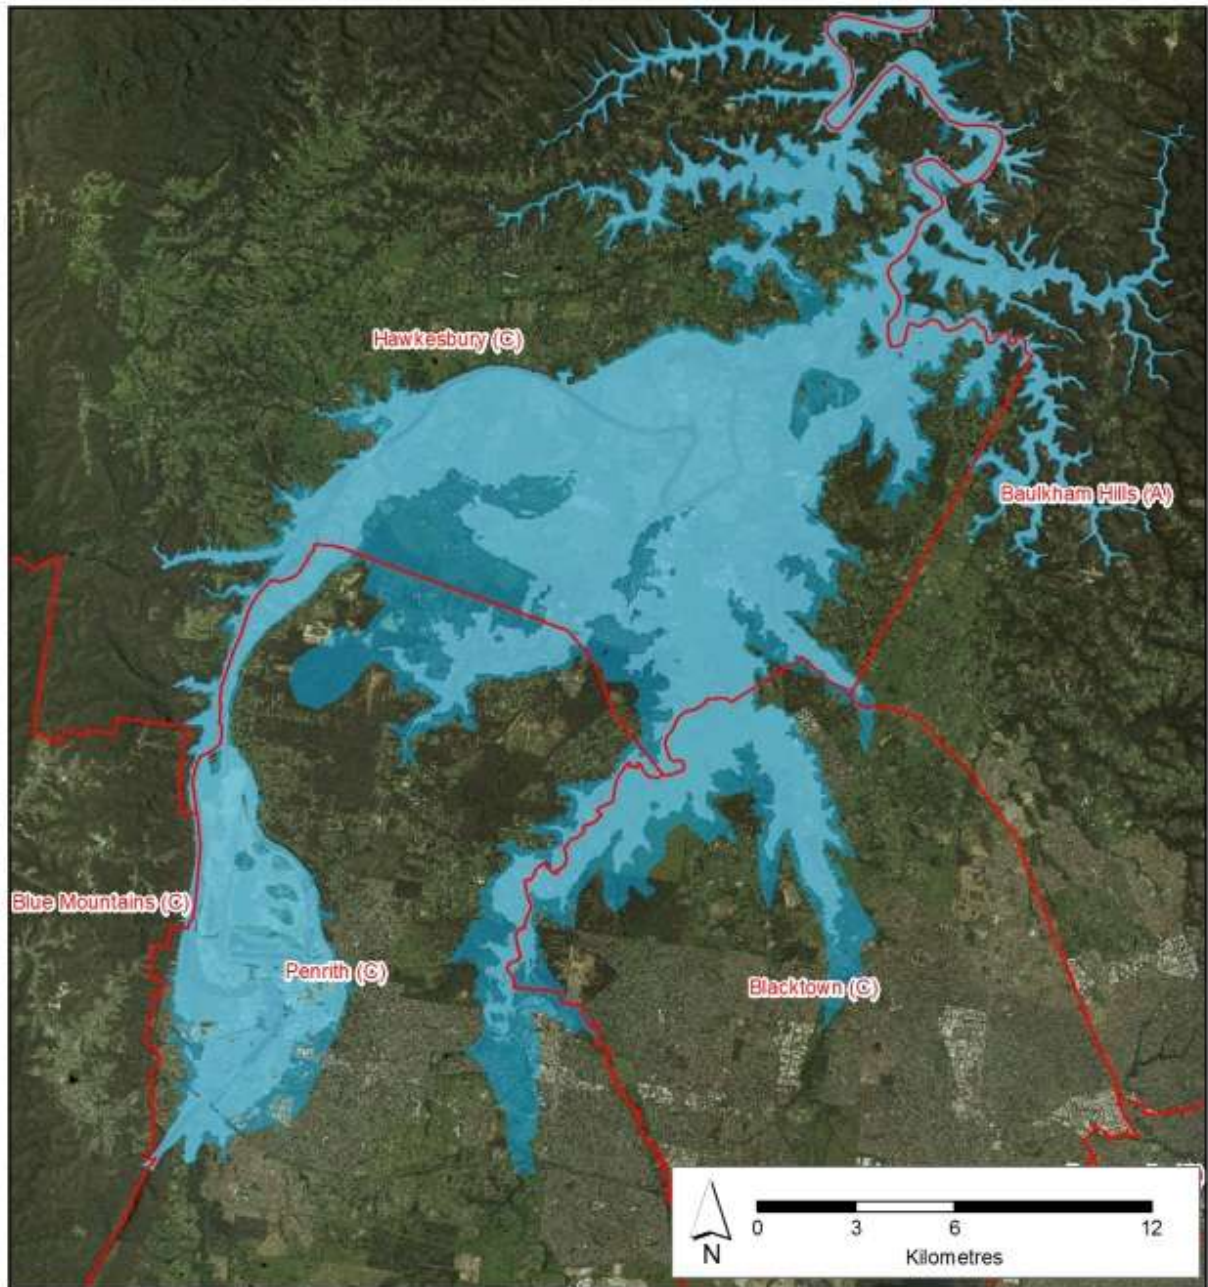 Hawkesbury (C)
Baulkham Hills (A)
Blue Mountains (C)
Penrith (C)
Blacktown (C)
N
0 3 6 12
Kilometres